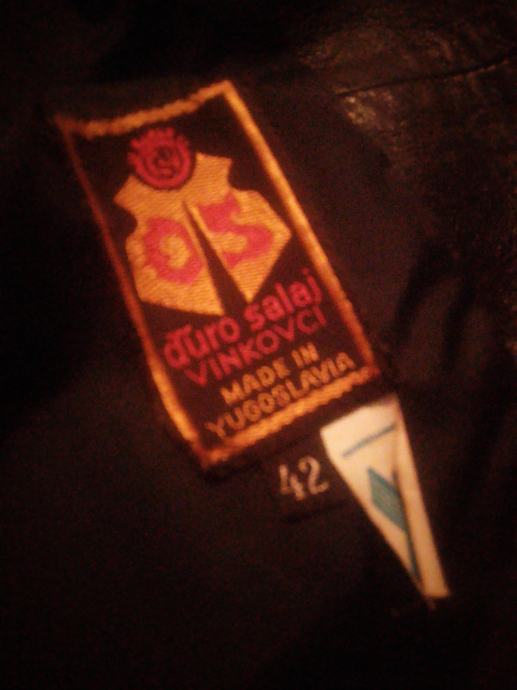 ĐS
đuro salaj
VINKOVCI
MADE IN
YUGOSLAVIA
42